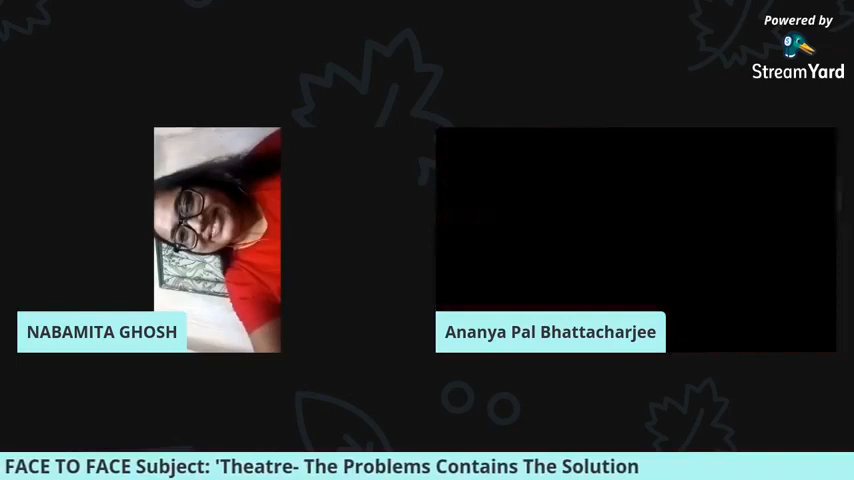 Powered by
StreamYard
NABAMITA GHOSH
Ananya Pal Bhattacharjee
FACE TO FACE Subject: 'Theatre- The Problems Contains The Solution